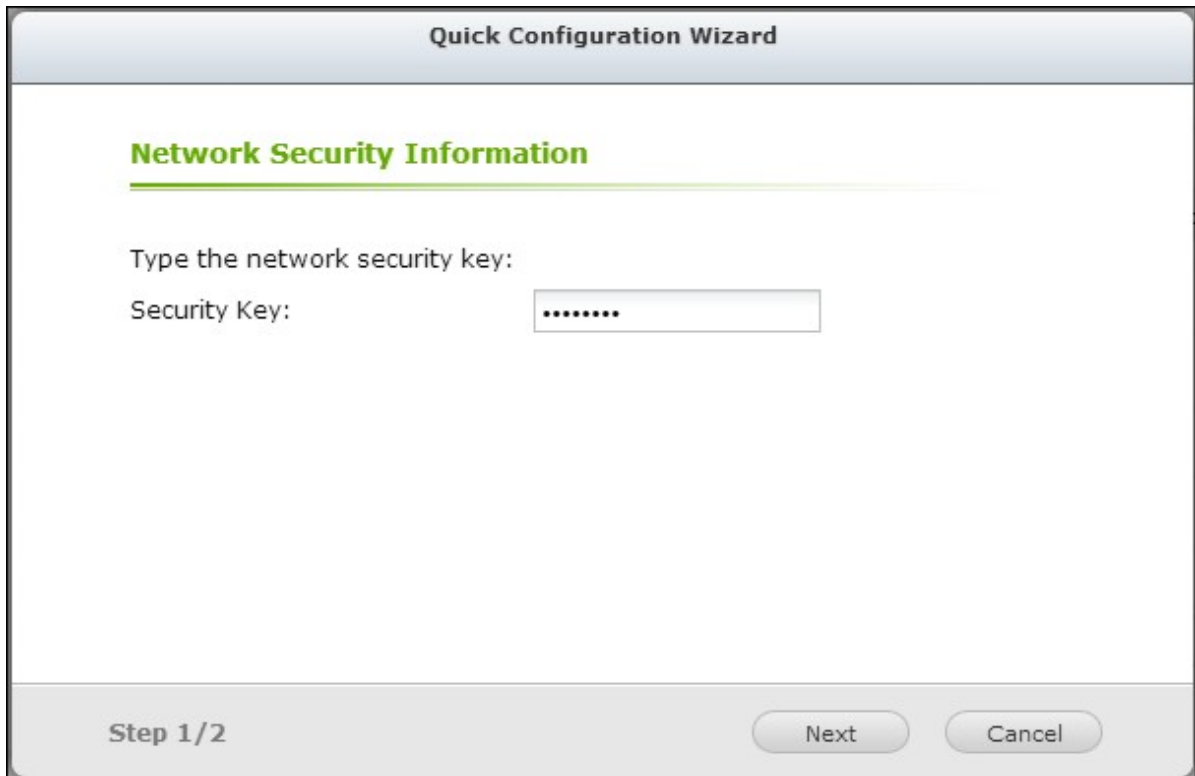 Quick Configuration Wizard
Network Security Information
Type the network security key:
Security Key: ••••••••
Step 1/2 Next Cancel